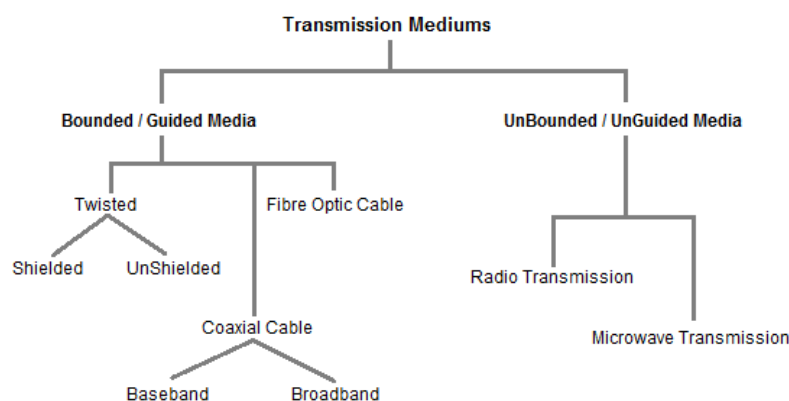 Transmission Mediums
Bounded / Guided Media
UnBounded / UnGuided Media
Twisted
Fibre Optic Cable
Shielded
UnShielded
Radio Transmission
Coaxial Cable
Microwave Transmission
Baseband
Broadband